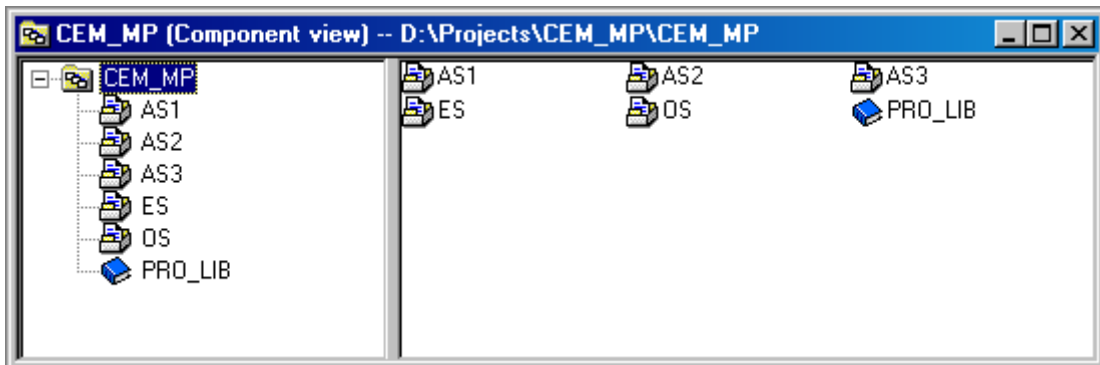 CEM_MP (Component view) -- D:\Projects\CEM_MP\CEM_MP
CEM_MP
AS1
AS2
AS3
ES
OS
PRO_LIB
AS1 AS2 AS3
ES OS PRO_LIB